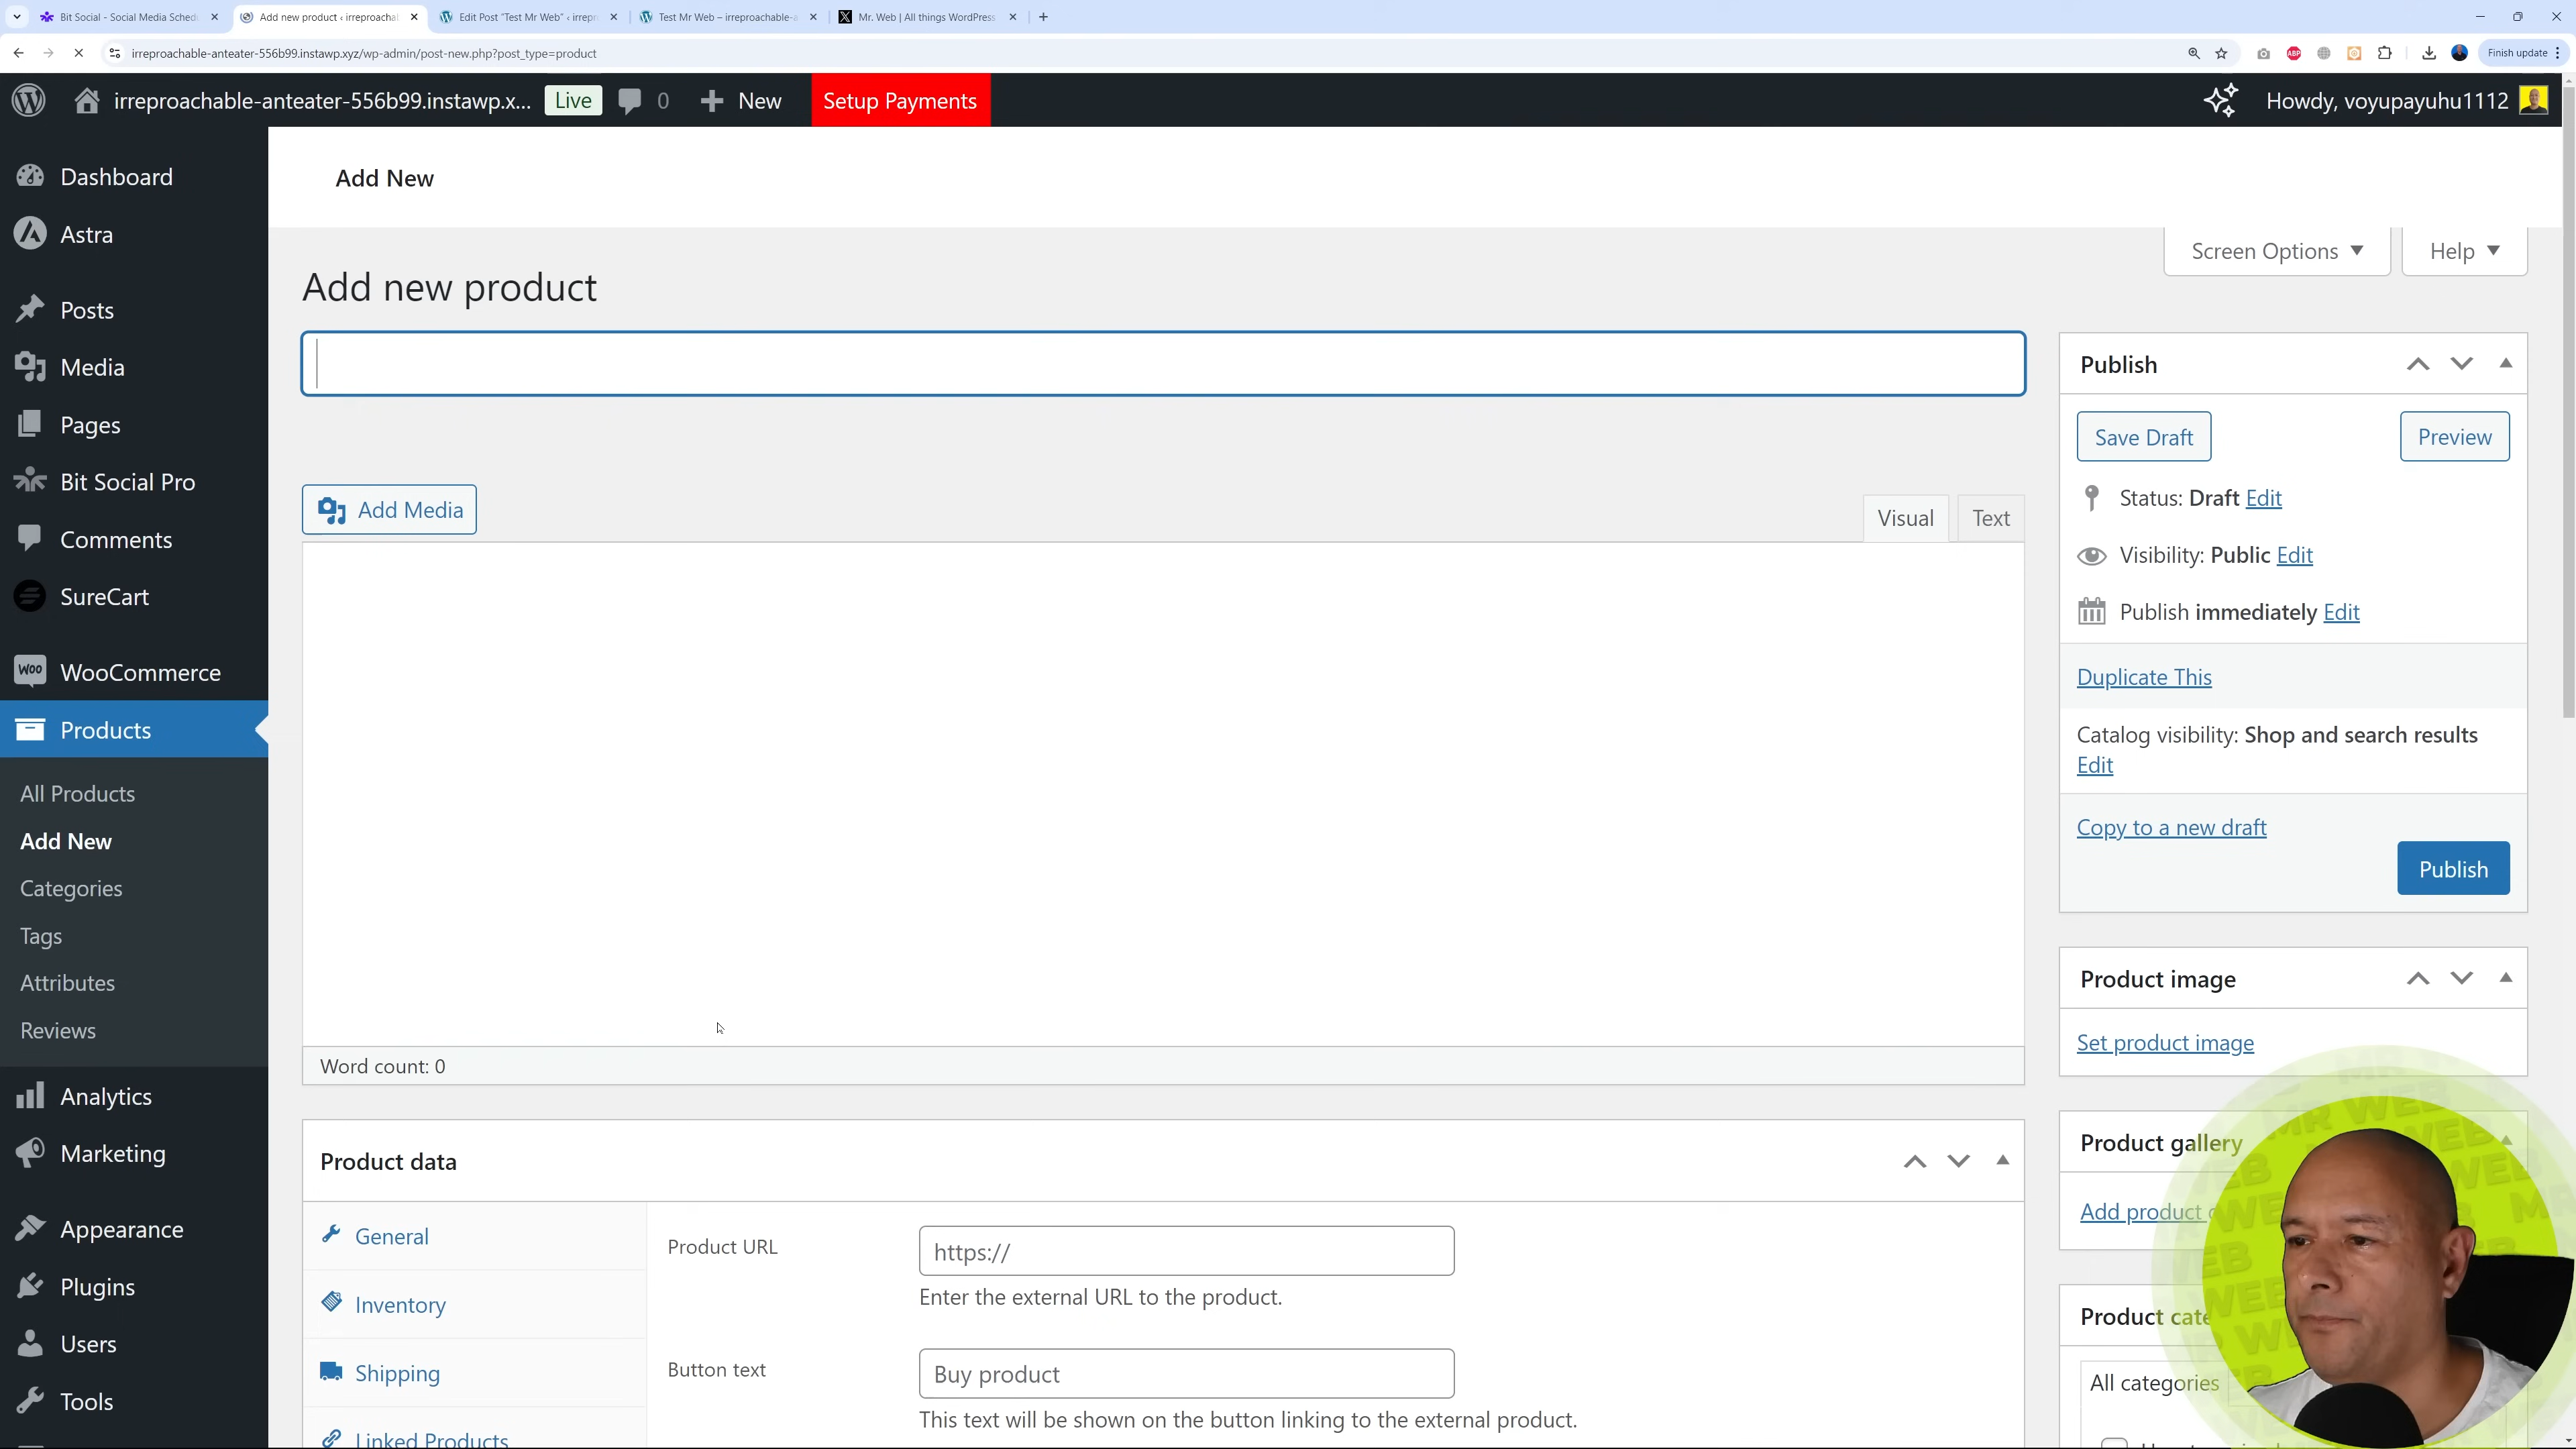 Bit Social - Social Media Sched
Add new product ‹ irreproachal
Edit Post "Test Mr Web" ‹ irrepr
Test Mr Web – irreproachable-a
Mr. Web | All things WordPress
irreproachable-anteater-556b99.instawp.xyz/wp-admin/post-new.php?post_type=product
ABP
Finish update
irreproachable-anteater-556b99.instawp.x...
Live
0
New
Setup Payments
Howdy, voyupayuhu1112
Dashboard
Astra
Posts
Media
Pages
Bit Social Pro
Comments
SureCart
Woo
WooCommerce
Products
All Products
Add New
Categories
Tags
Attributes
Reviews
Analytics
Marketing
Appearance
Plugins
Users
Tools
Add New
Screen Options
Help
Add new product
Add Media
Visual
Text
Word count: 0
Product data
General
Inventory
Shipping
Linked Products
Product URL
https://
Enter the external URL to the product.
Button text
Buy product
This text will be shown on the button linking to the external product.
Publish
Save Draft
Preview
Status: Draft Edit
Visibility: Public Edit
Publish immediately Edit
Duplicate This
Catalog visibility: Shop and search results
Edit
Copy to a new draft
Publish
Product image
Set product image
Product gallery
Add product
Product cate
All categories
MR WEB